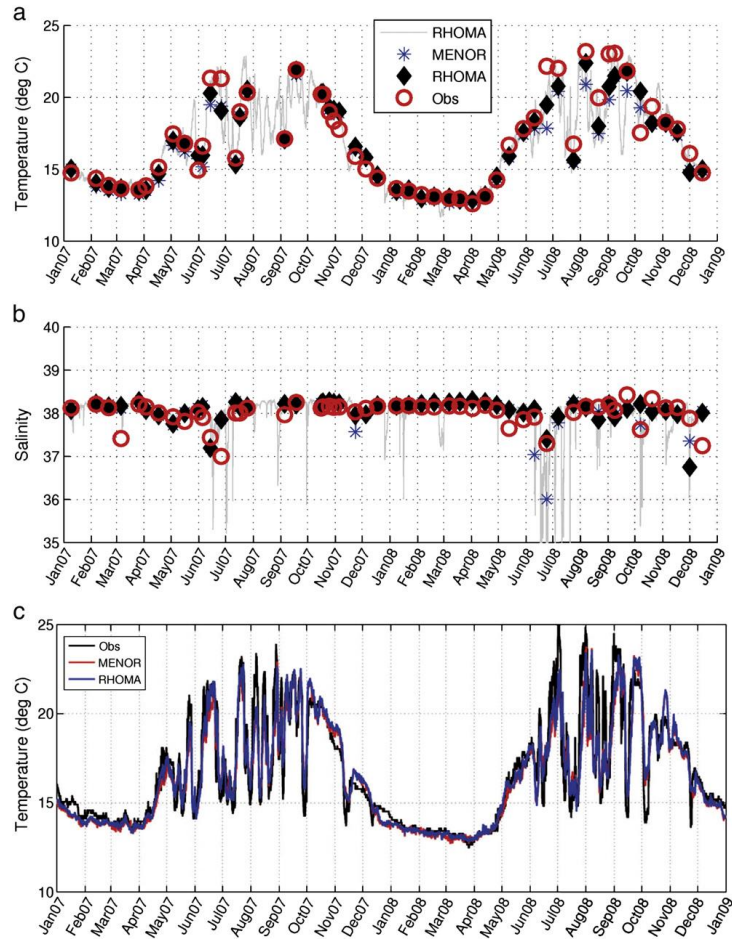 a
25
20
15
10
Temperature (deg C)
RHOMA
MENOR
RHOMA
Obs
Jan07 Feb07 Mar07 Apr07 May07 Jun07 Jul07 Aug07 Sep07 Oct07 Nov07 Dec07 Jan08 Feb08 Mar08 Apr08 May08 Jun08 Jul08 Aug08 Sep08 Oct08 Nov08 Dec08 Jan09
b
40
39
38
37
36
35
Salinity
Jan07 Feb07 Mar07 Apr07 May07 Jun07 Jul07 Aug07 Sep07 Oct07 Nov07 Dec07 Jan08 Feb08 Mar08 Apr08 May08 Jun08 Jul08 Aug08 Sep08 Oct08 Nov08 Dec08 Jan09
c
25
20
15
10
Temperature (deg C)
Obs
MENOR
RHOMA
Jan07 Feb07 Mar07 Apr07 May07 Jun07 Jul07 Aug07 Sep07 Oct07 Nov07 Dec07 Jan08 Feb08 Mar08 Apr08 May08 Jun08 Jul08 Aug08 Sep08 Oct08 Nov08 Dec08 Jan09